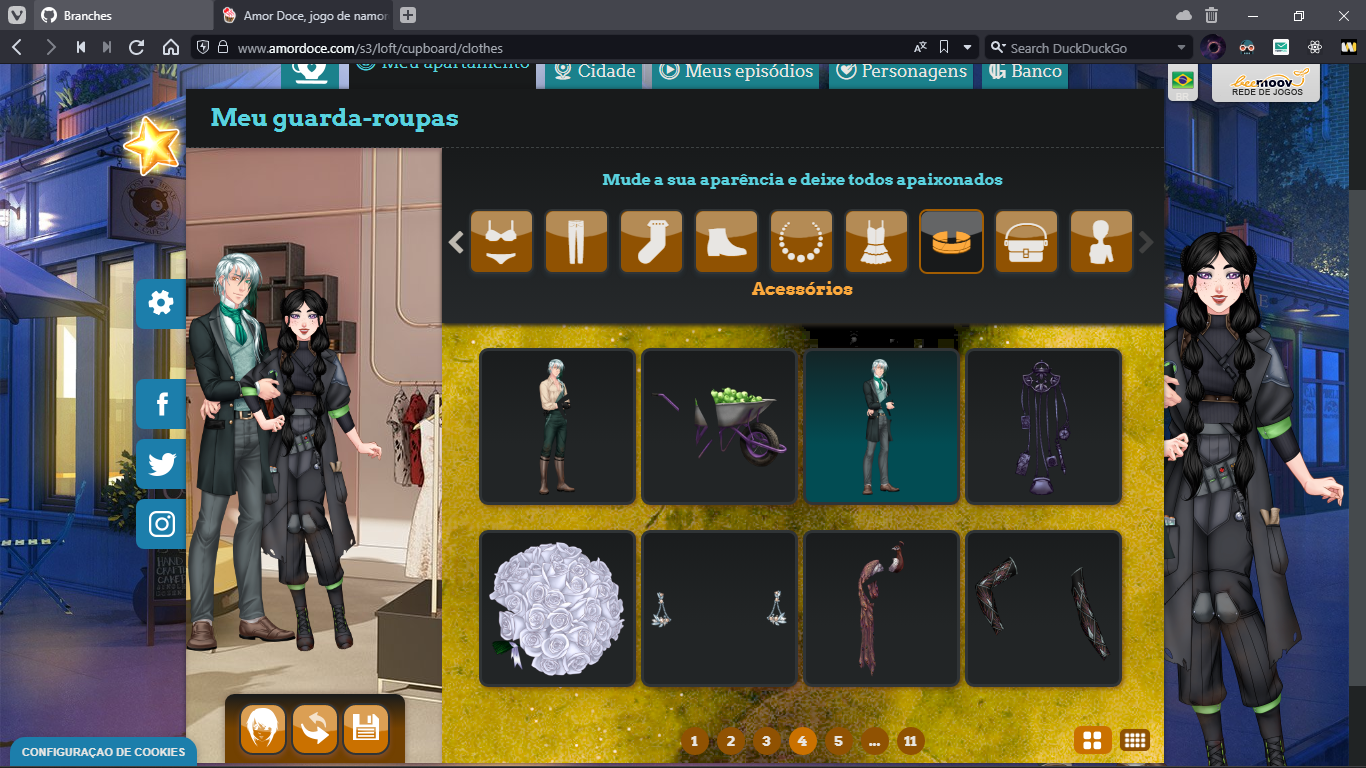 Branches
Amor Doce, jogo de namor
www.amordoce.com/s3/loft/cupboard/clothes
Search DuckDuckGo
Meu apartamento
Cidade
Meus episódios
Personagens
Banco
beemoov
REDE DE JOGOS
Meu guarda-roupas
Mude a sua aparência e deixe todos apaixonados
Acessórios
1 2 3 4 5 ... 11
CONFIGURAÇAO DE COOKIES